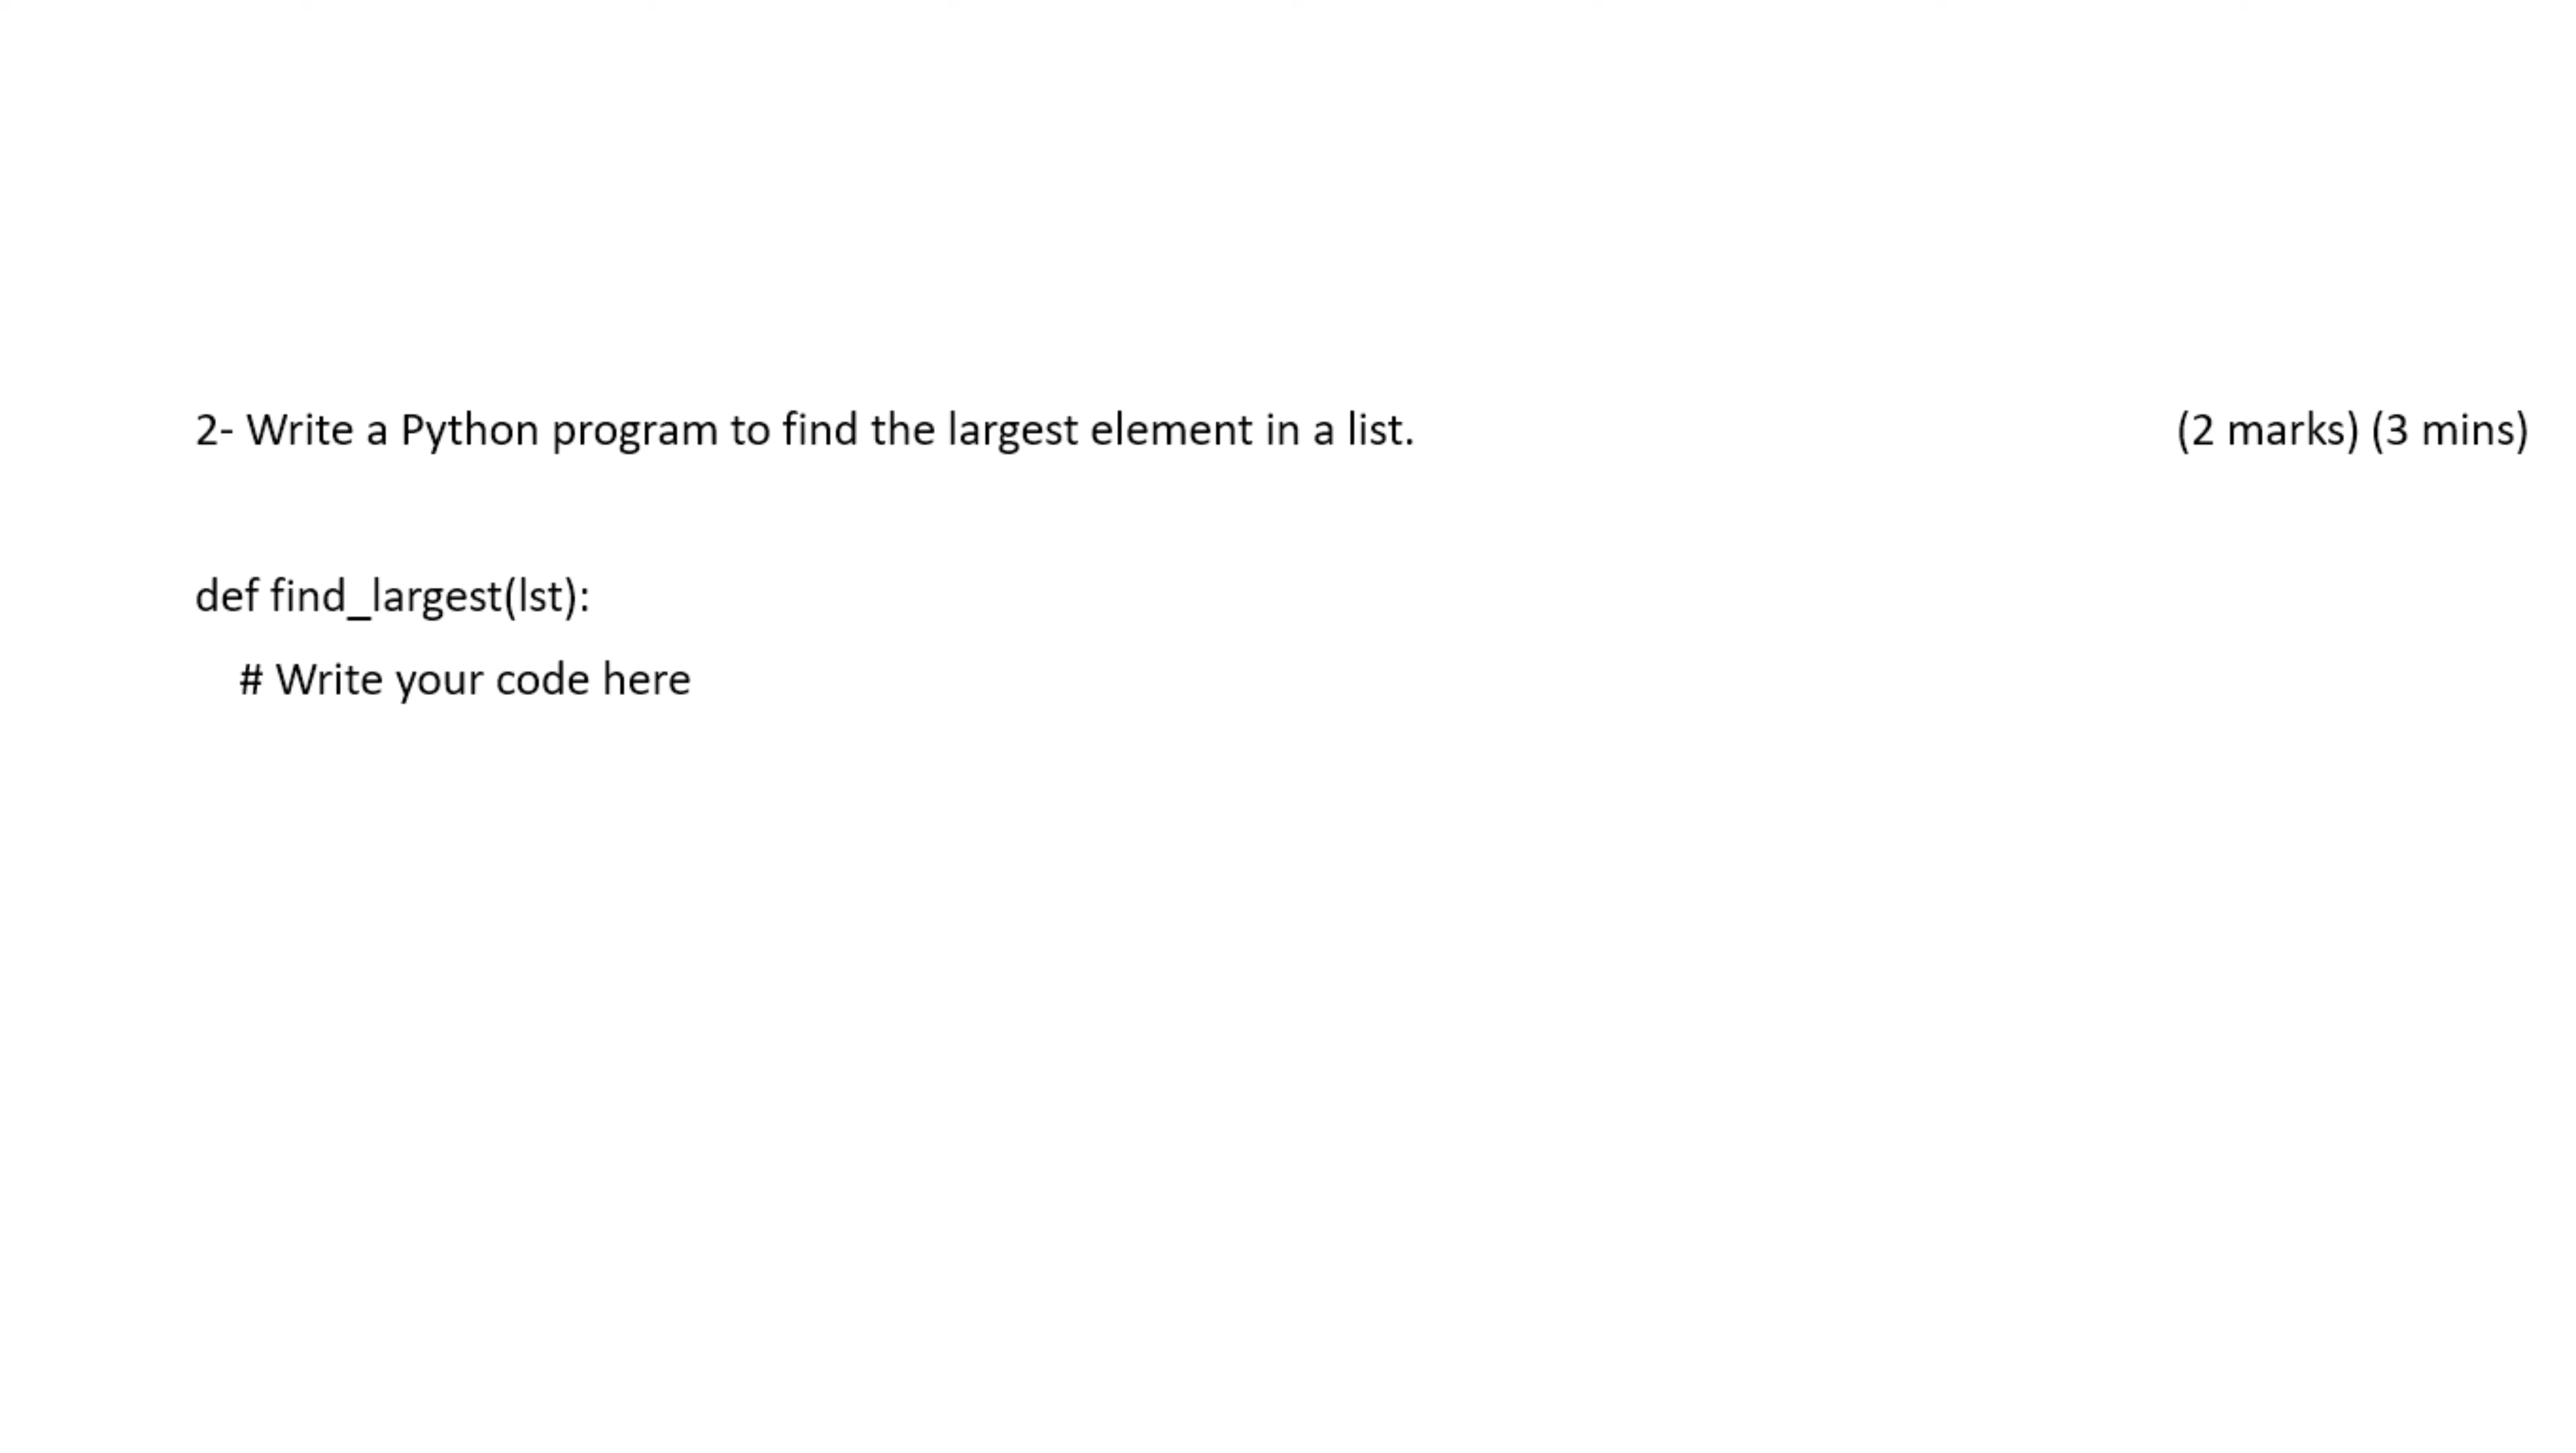 2- Write a Python program to find the largest element in a list. (2 marks) (3 mins)
def find_largest(lst):
# Write your code here